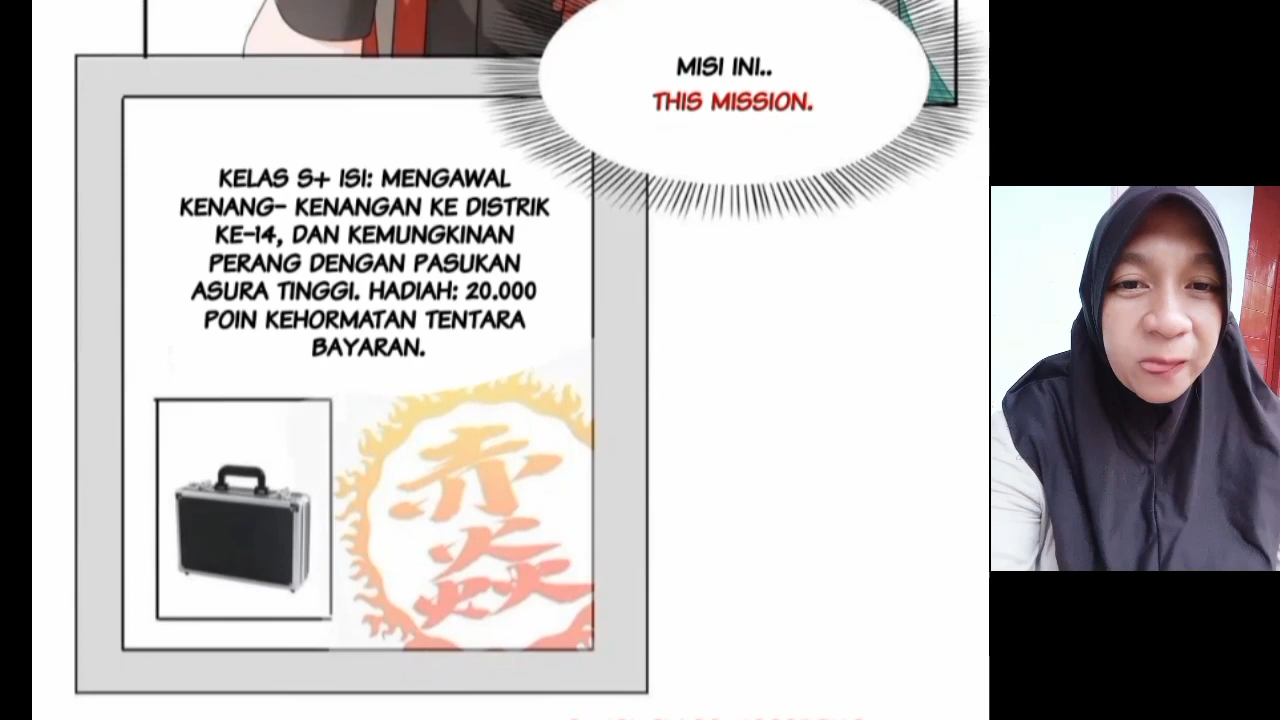 MISI INI..
THIS MISSION.
KELAS S+ ISI: MENGAWAL
KENANG- KENANGAN KE DISTRIK
KE-14, DAN KEMUNGKINAN
PERANG DENGAN PASUKAN
ASURA TINGGI. HADIAH: 20.000
POIN KEHORMATAN TENTARA
BAYARAN.
赤
焱